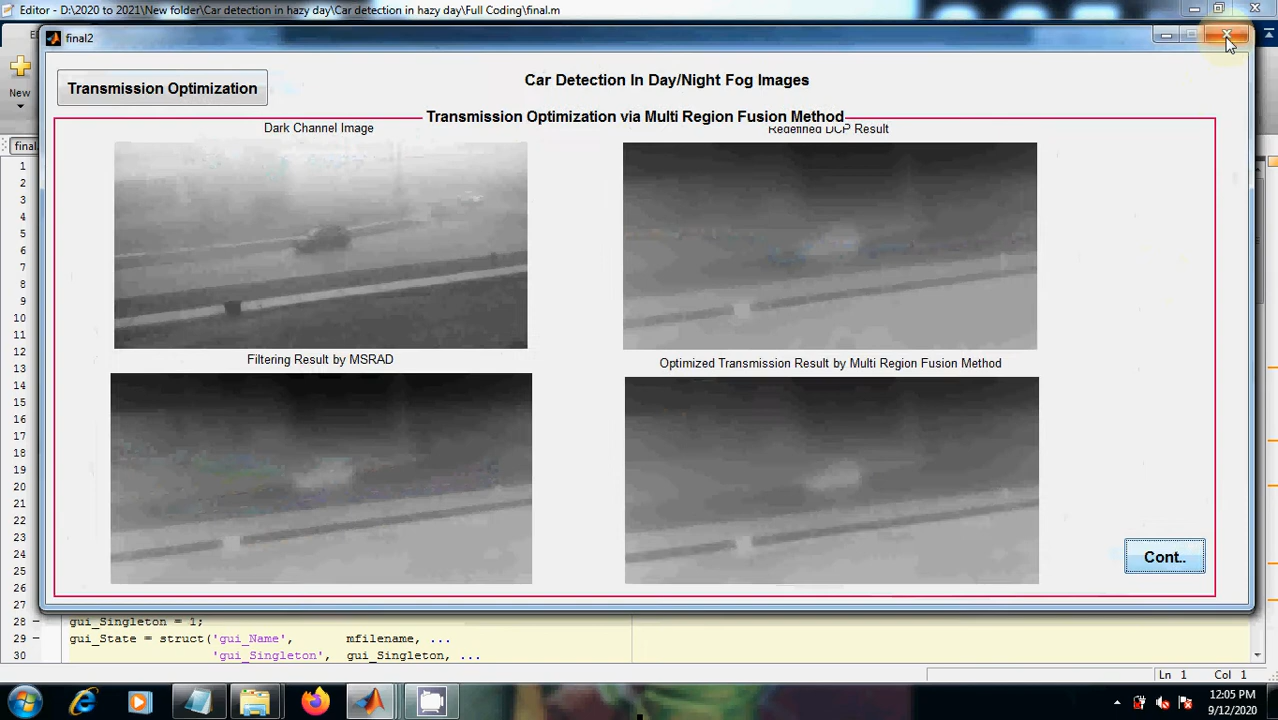 Editor - D:\2020 to 2021\New folder\Car detection in hazy day\Car detection in hazy day\Full Coding\final.m
final2
Transmission Optimization
Car Detection In Day/Night Fog Images
Transmission Optimization via Multi Region Fusion Method
Dark Channel Image
Redefined DCP Result
Filtering Result by MSRAD
Optimized Transmission Result by Multi Region Fusion Method
Cont..
New
final.
1
2
3
4
5
6
7
8
9
10
11
12
13
14
15
16
17
18
19
20
21
22
23
24
25
26
27
28 gui_Singleton = 1;
29 gui_State = struct('gui_Name', mfilename, ...
30 'gui_Singleton', gui_Singleton, ...
Ln 1 Col 1
12:05 PM
9/12/2020